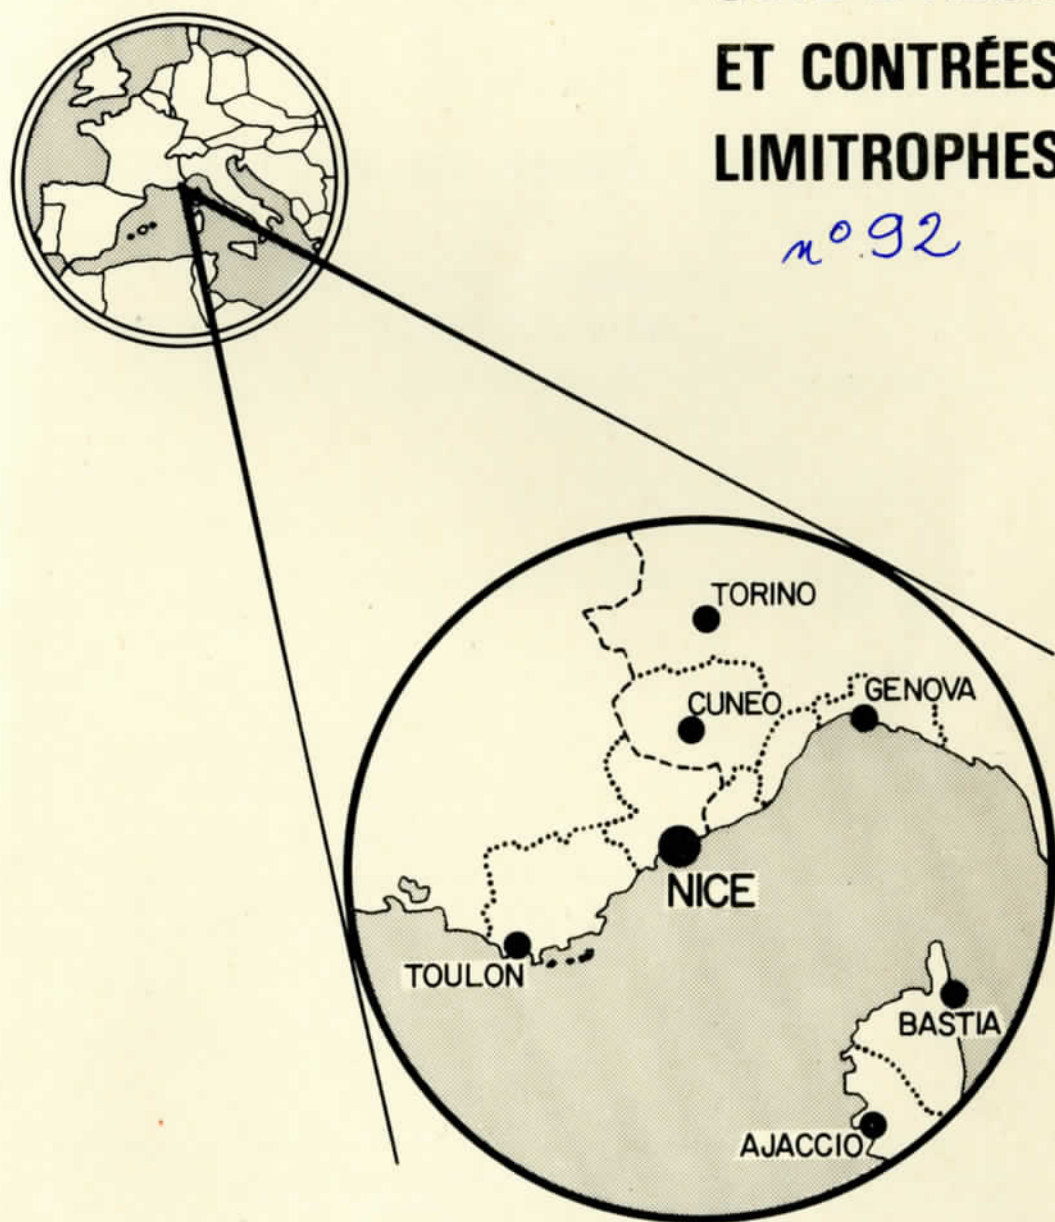 ET CONTRÉES
LIMITROPHES
n° 92
TORINO
CUNEO
GENOVA
NICE
TOULON
BASTIA
AJACCIO